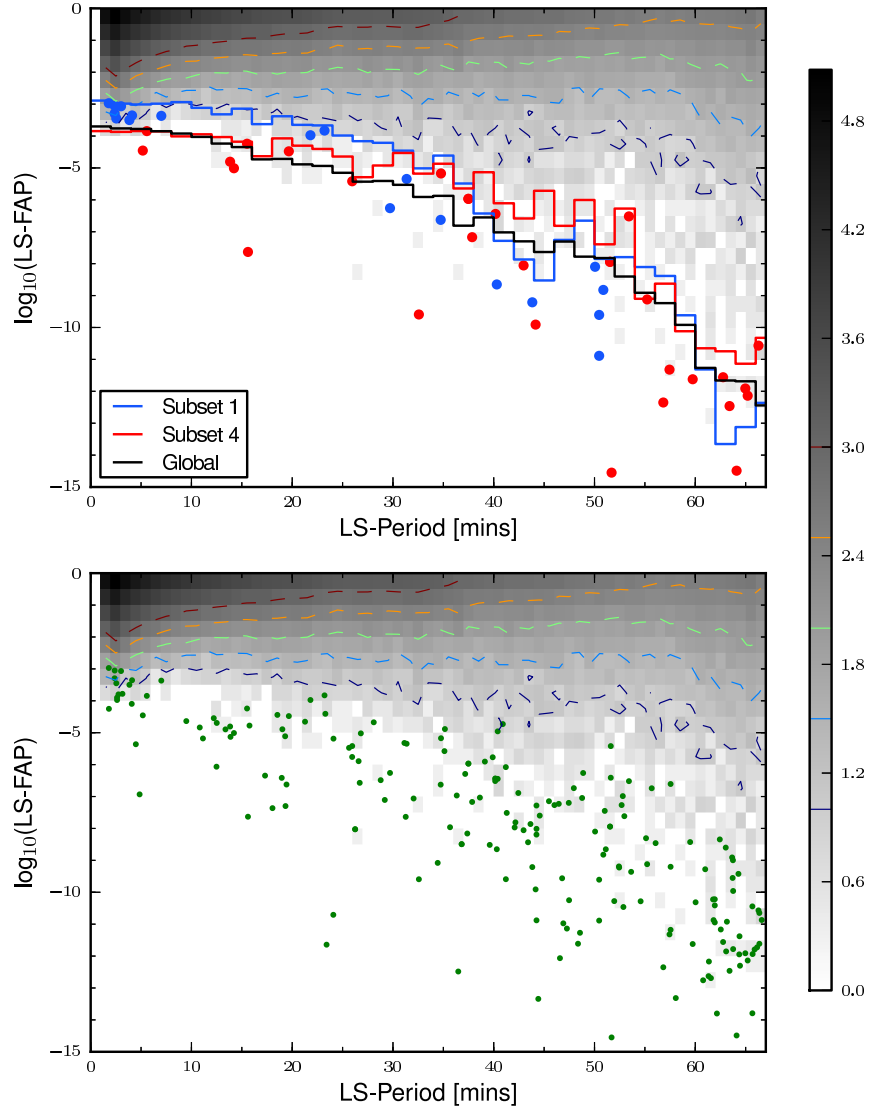 0
−5
−10
−15
log₁₀(LS-FAP)
Subset 1
Subset 4
Global
0 10 20 30 40 50 60
LS-Period [mins]
0
−5
−10
−15
log₁₀(LS-FAP)
0 10 20 30 40 50 60
LS-Period [mins]
4.8
4.2
3.6
3.0
2.4
1.8
1.2
0.6
0.0